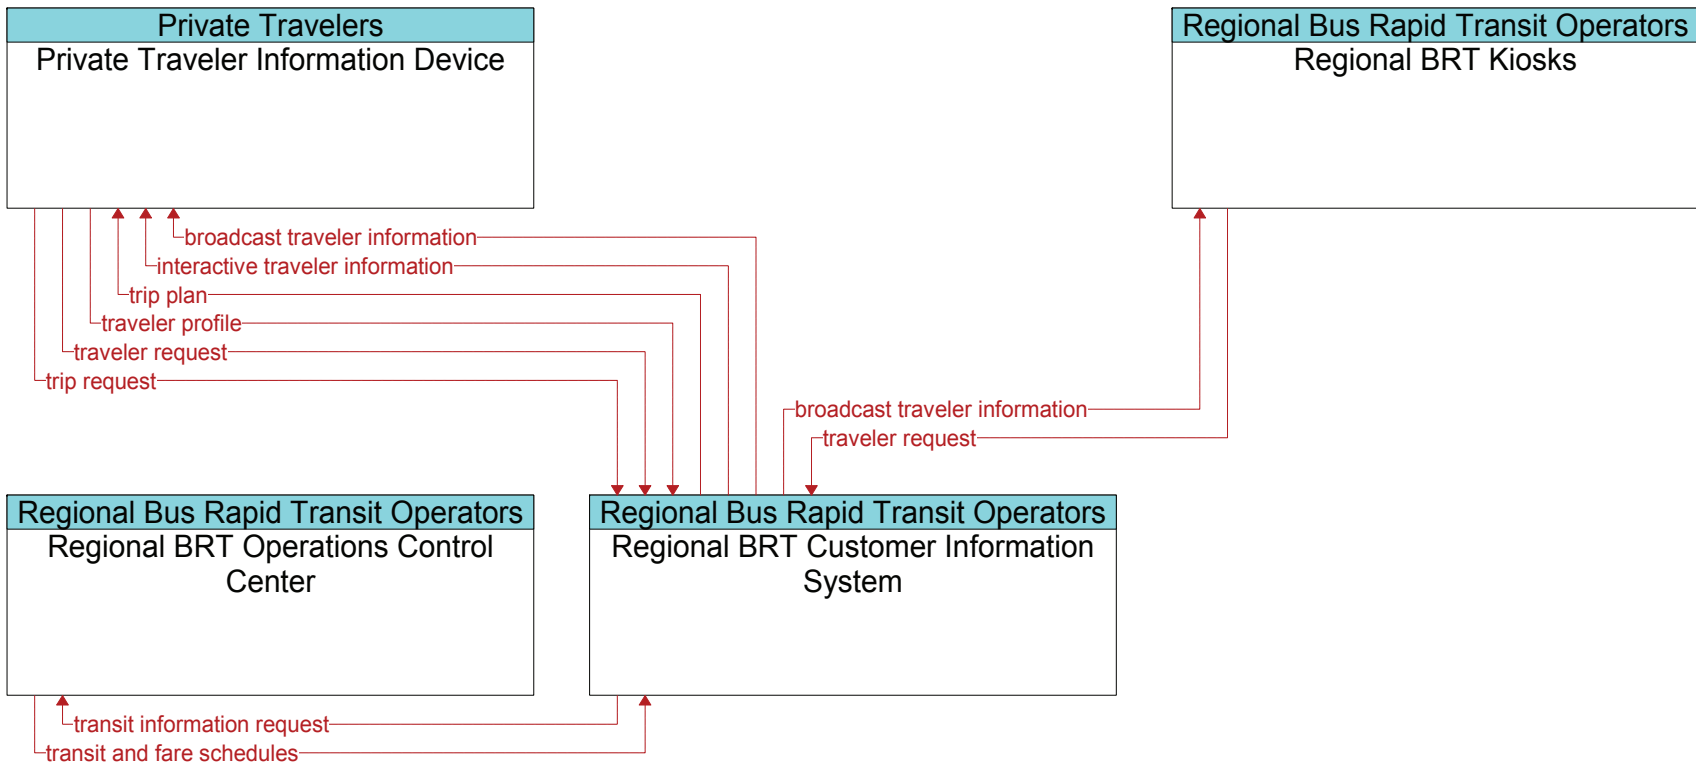 Private Travelers
Private Traveler Information Device
Regional Bus Rapid Transit Operators
Regional BRT Kiosks
broadcast traveler information
interactive traveler information
trip plan
traveler profile
traveler request
trip request
broadcast traveler information
traveler request
Regional Bus Rapid Transit Operators
Regional BRT Operations Control
Center
Regional Bus Rapid Transit Operators
Regional BRT Customer Information
System
transit information request
transit and fare schedules